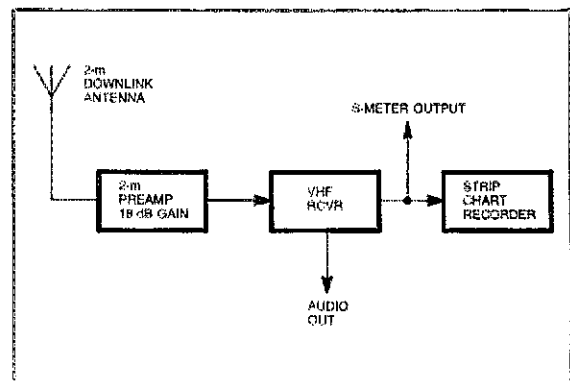 2-m
DOWNLINK
ANTENNA
S-METER OUTPUT
2-m
PREAMP
18 dB GAIN
VHF
RCVR
STRIP
CHART
RECORDER
AUDIO
OUT